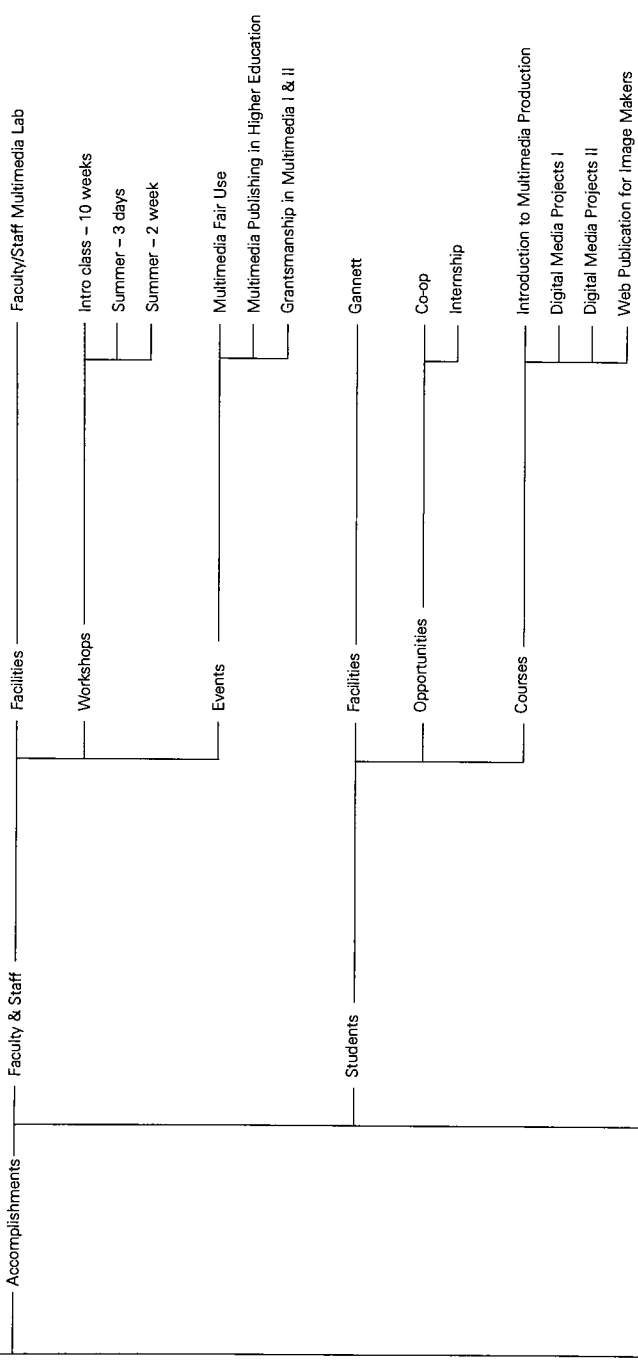 Accomplishments
Faculty & Staff
Facilities
Faculty/Staff Multimedia Lab
Workshops
Intro class – 10 weeks
Summer – 3 days
Summer – 2 week
Events
Multimedia Fair Use
Multimedia Publishing in Higher Education
Grantsmanship in Multimedia I & II
Students
Facilities
Gannett
Opportunities
Co-op
Internship
Courses
Introduction to Multimedia Production
Digital Media Projects I
Digital Media Projects II
Web Publication for Image Makers